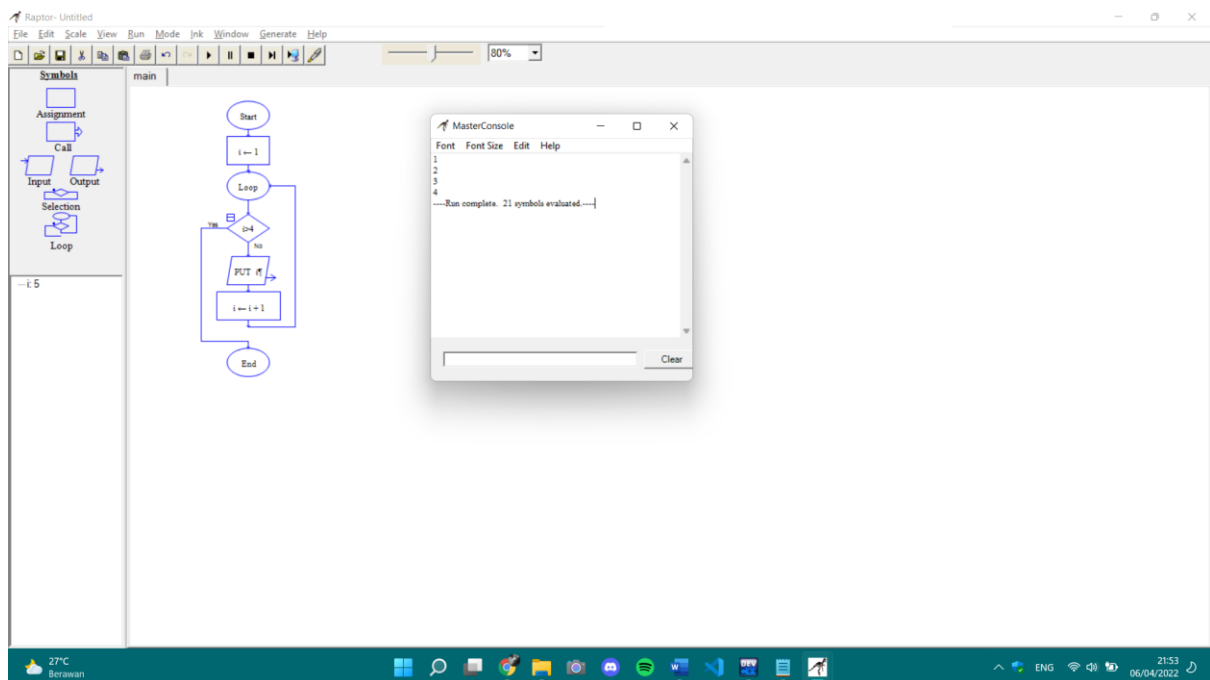 Raptor- Untitled
File Edit Scale View Run Mode Ink Window Generate Help
80%
Symbols
Assignment
Call
Input Output
Selection
Loop
i: 5
main
Start
i ← 1
Loop
i>4
Yes
No
PUT i¶
i ← i + 1
End
MasterConsole
Font Font Size Edit Help
1
2
3
4
----Run complete. 21 symbols evaluated.----
Clear
27°C
Berawan
DEV
ENG
21:53
06/04/2022